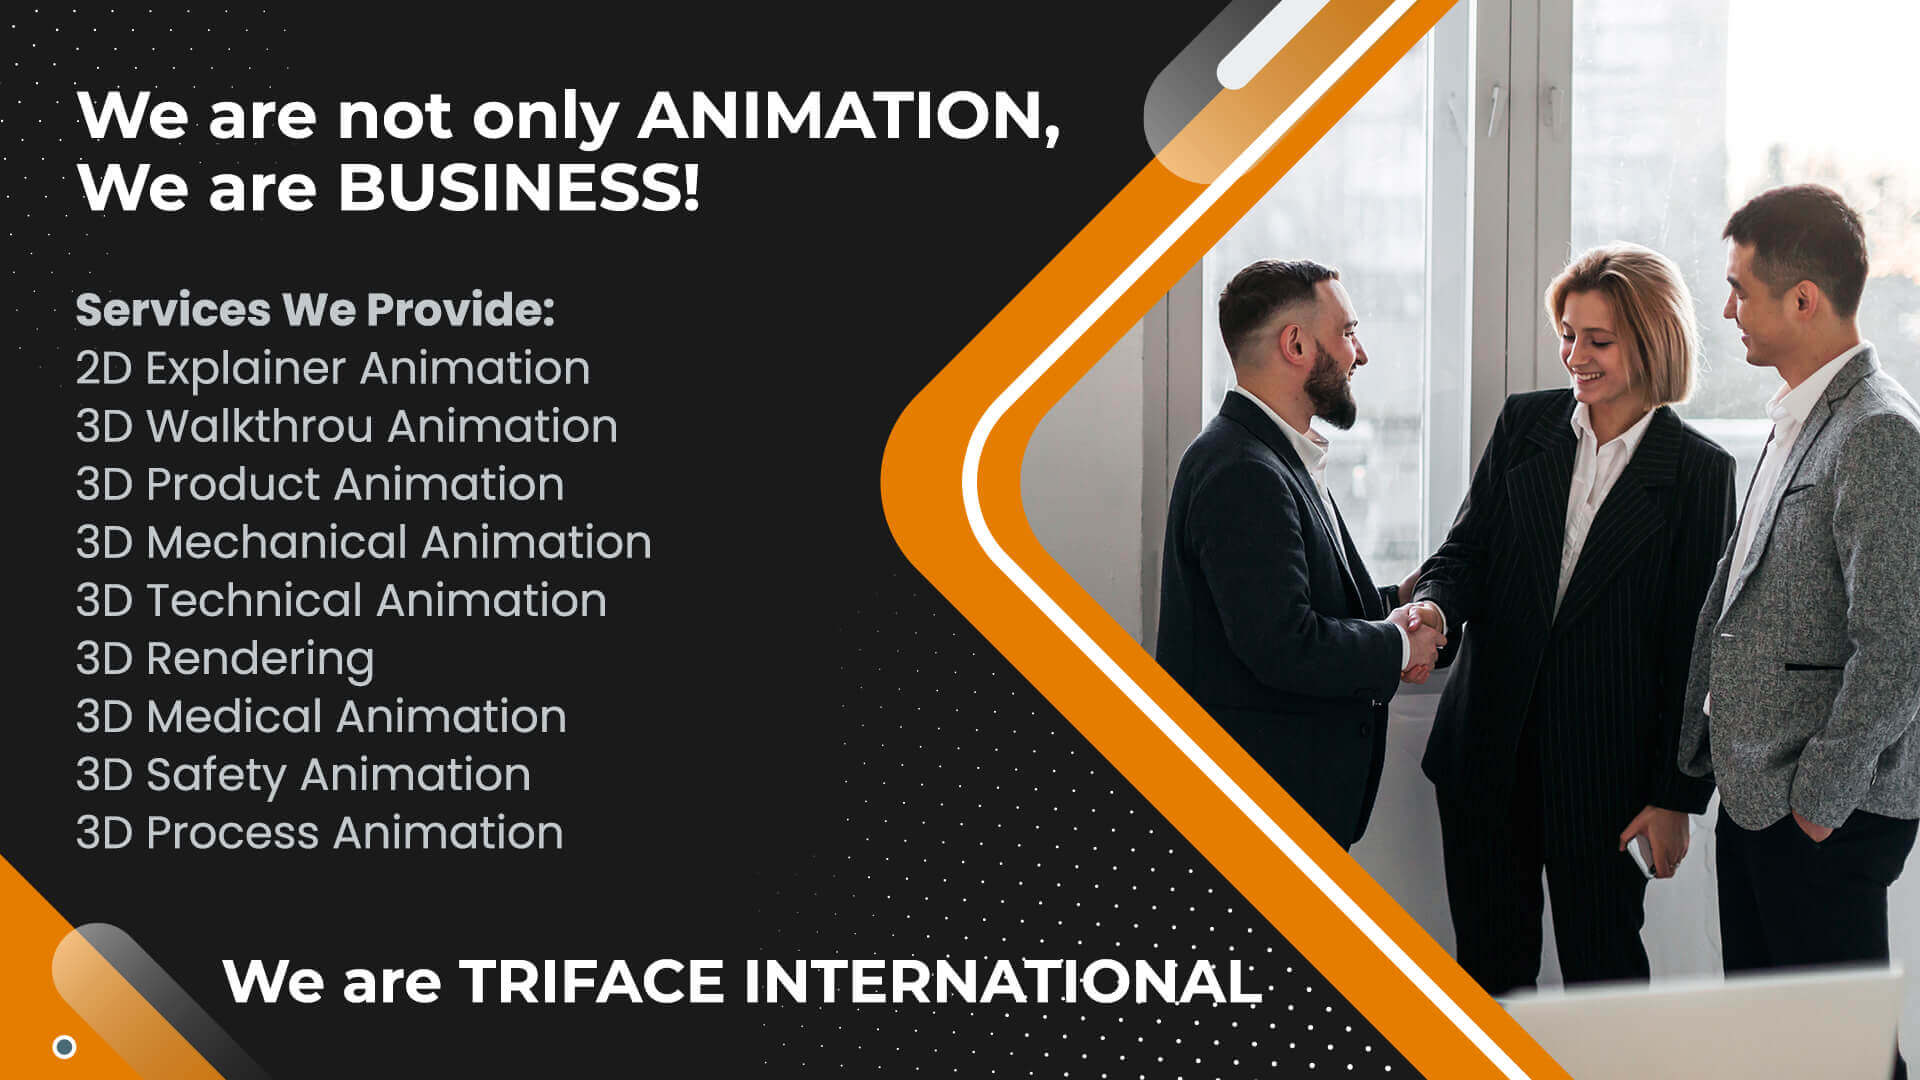 We are not only ANIMATION,
We are BUSINESS!
Services We Provide:
2D Explainer Animation
3D Walkthrou Animation
3D Product Animation
3D Mechanical Animation
3D Technical Animation
3D Rendering
3D Medical Animation
3D Safety Animation
3D Process Animation
We are TRIFACE INTERNATIONAL